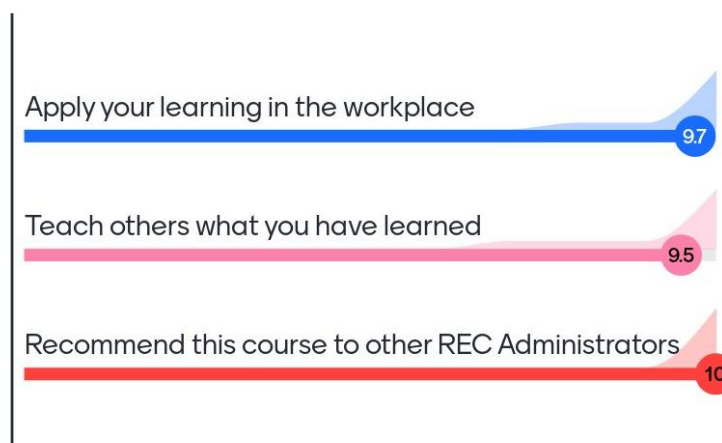 Apply your learning in the workplace
9.7
Teach others what you have learned
9.5
Recommend this course to other REC Administrators
10